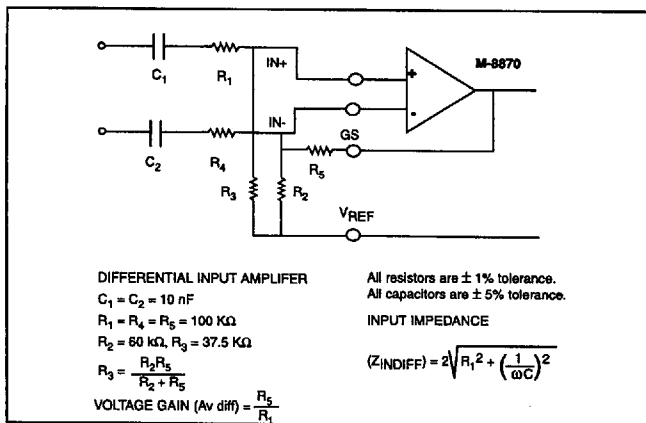 IN+
M-8870
C₁
R₁
+
IN-
-
GS
C₂
R₄
R₅
R₃
R₂
VREF
DIFFERENTIAL INPUT AMPLIFER
C₁ = C₂ = 10 nF
R₁ = R₄ = R₅ = 100 KΩ
R₂ = 60 kΩ, R₃ = 37.5 KΩ
R₃ = R₂R₅ / R₂ + R₅
VOLTAGE GAIN (Av diff) = R₅ / R₁
All resistors are ± 1% tolerance.
All capacitors are ± 5% tolerance.
INPUT IMPEDANCE
(ZINDIFF) = 2√R₁² + (1/ωC)²